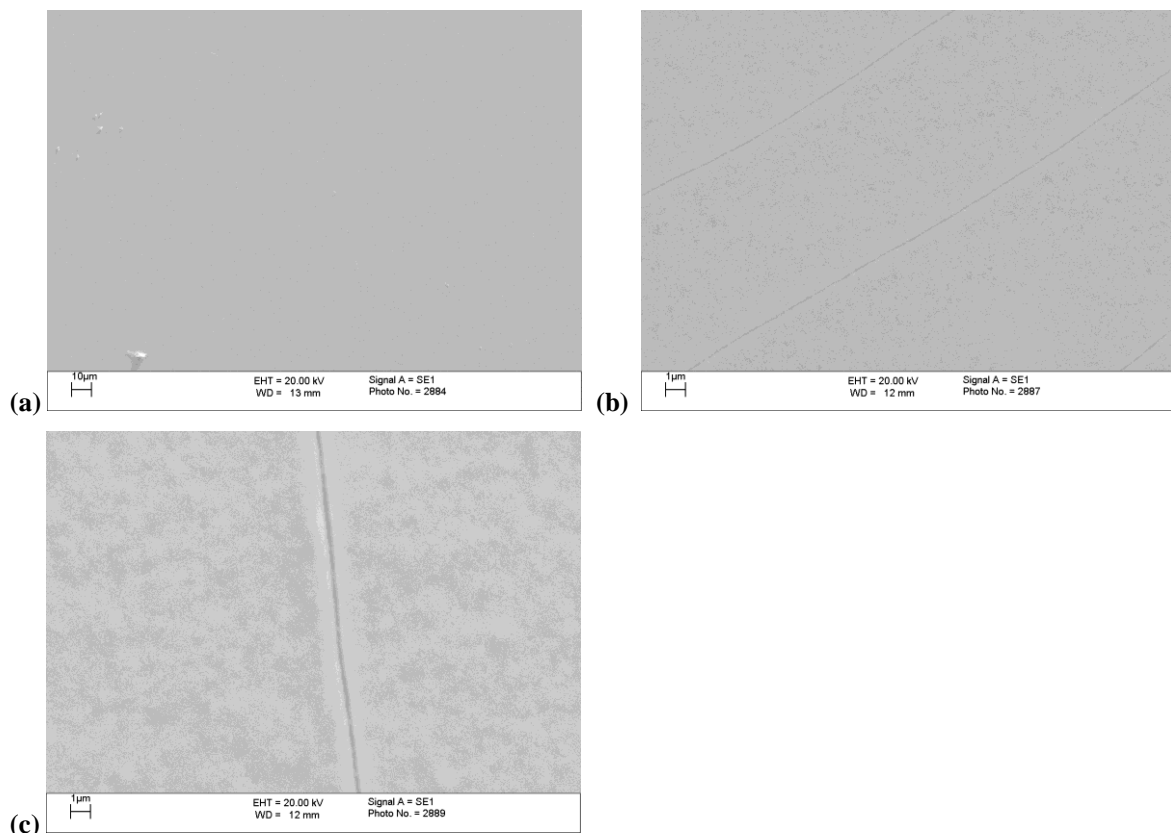 10µm
EHT = 20.00 kV Signal A = SE1
WD = 13 mm Photo No. = 2884
(a)
1µm
EHT = 20.00 kV Signal A = SE1
WD = 12 mm Photo No. = 2887
(b)
1µm
EHT = 20.00 kV Signal A = SE1
WD = 12 mm Photo No. = 2889
(c)